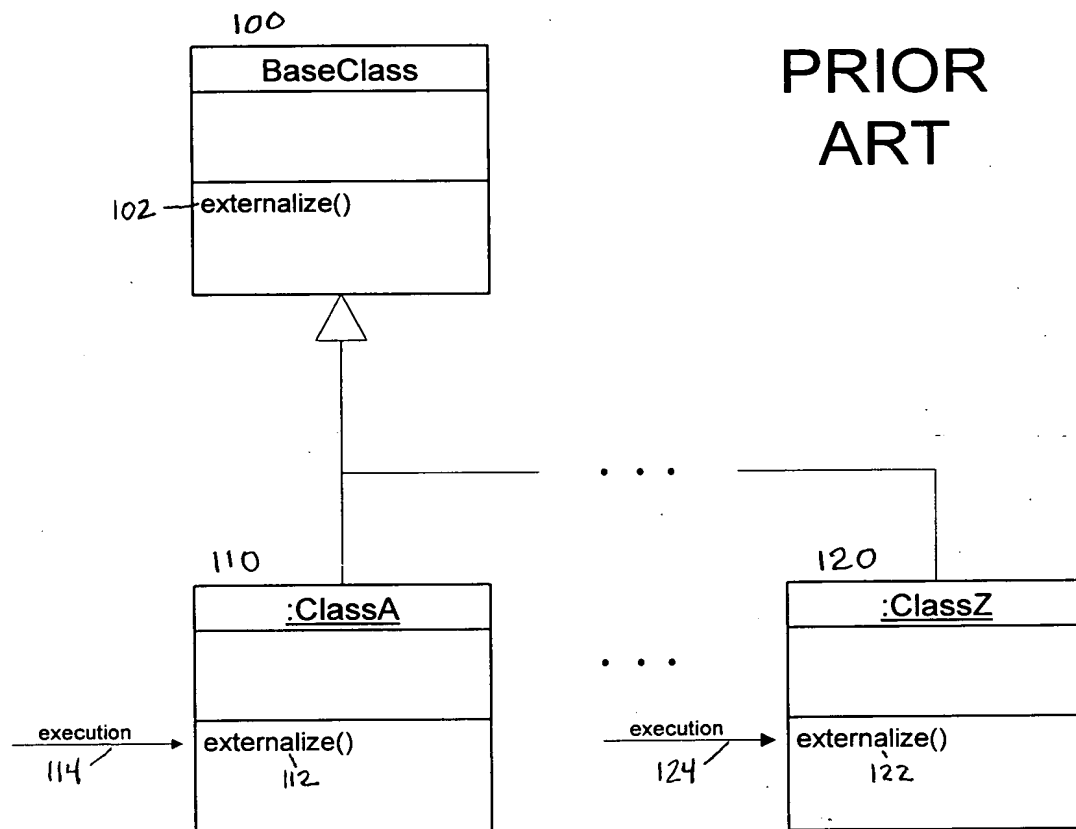 100
BaseClass
PRIOR
ART
102
externalize()
. . .
110
120
:ClassA
:ClassZ
. . .
execution
externalize()
execution
externalize()
114
112
124
122